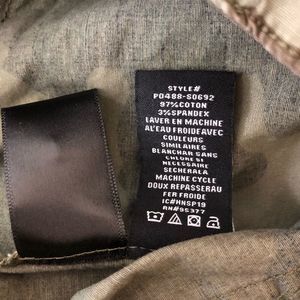 STYLE#
P0488-S0692
97%COTON
3%SPANDEX
LAVER EN MACHINE
AL'EAU FROIDEAVEC
COULEURS
SIMILAIRES
BLANCHAR SANS
CHLORE SI
NECESSAIRE
SECHERALA
MACHINE CYCLE
DOUX REPASSERAU
FER FROIDE
IC#HNSP19
RN#95377